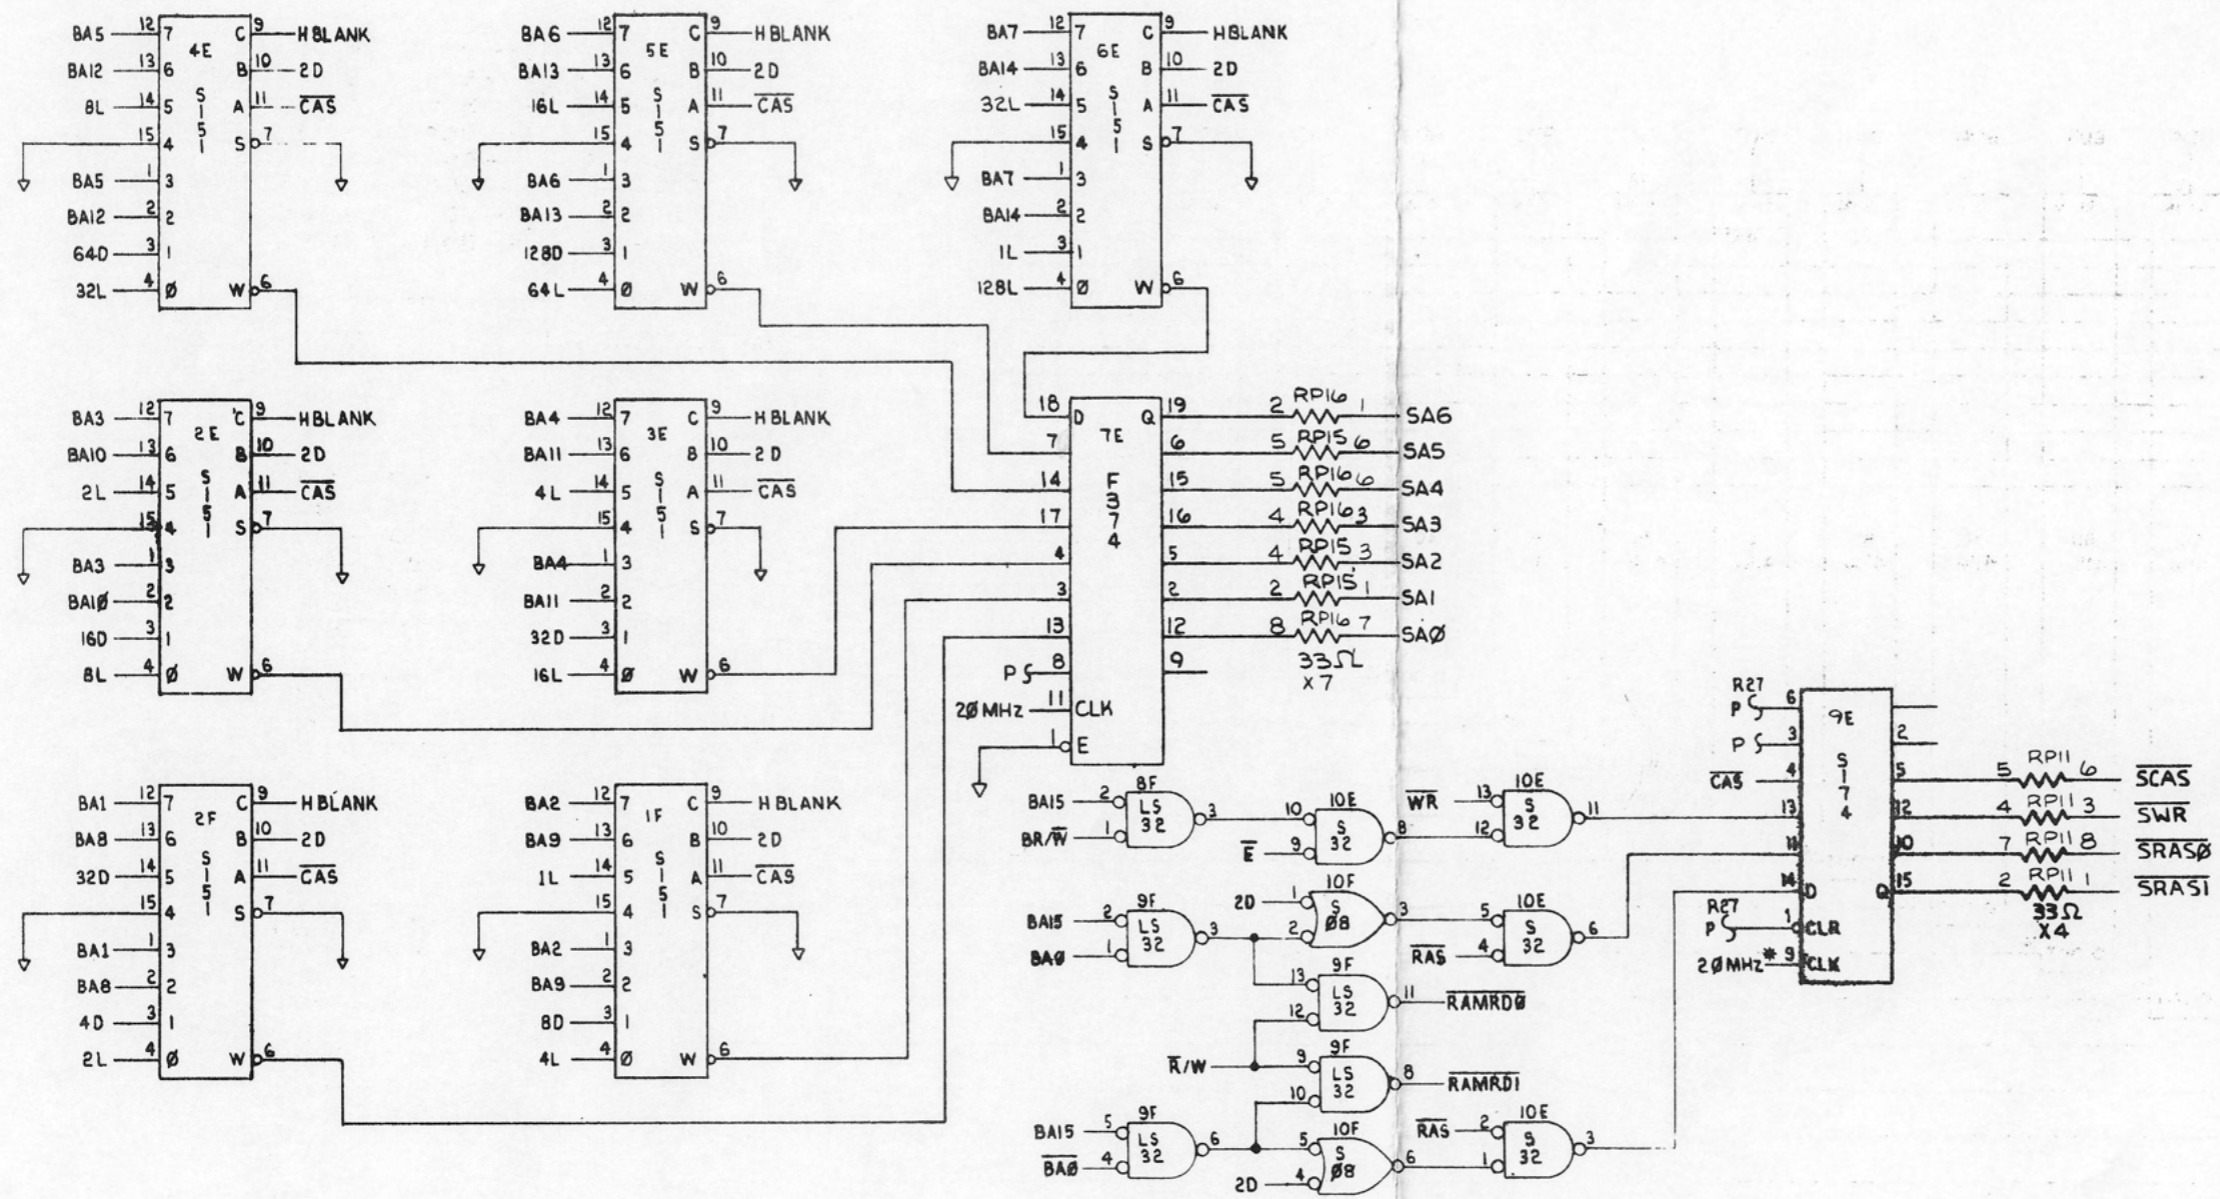 BA5 12 7 4E C 9 HBLANK
BA12 13 6 B 10 2D
8L 14 5 S151 A 11 CAS
15 4 S 7
BA5 1 3
BA12 2 2
64D 3 1
32L 4 Ø W 6
BA6 12 7 5E C 9 HBLANK
BA13 13 6 B 10 2D
16L 14 5 S151 A 11 CAS
15 4 S 7
BA6 1 3
BA13 2 2
128D 3 1
64L 4 Ø W 6
BA7 12 7 6E C 9 HBLANK
BA14 13 6 B 10 2D
32L 14 5 S151 A 11 CAS
15 4 S 7
BA7 1 3
BA14 2 2
1L 3 1
128L 4 Ø W 6
BA3 12 7 2E C 9 HBLANK
BA10 13 6 B 10 2D
2L 14 5 S151 A 11 CAS
15 4 S 7
BA3 1 3
BA1Ø 2 2
16D 3 1
8L 4 Ø W 6
BA4 12 7 3E C 9 HBLANK
BA11 13 6 B 10 2D
4L 14 5 S151 A 11 CAS
15 4 S 7
BA4 1 3
BA11 2 2
32D 3 1
16L 4 Ø W 6
18 D 7E Q 19 2 RP16 1 SA6
7 6 5 RP15 6 SA5
14 F374 15 5 RP16 6 SA4
17 16 4 RP16 3 SA3
4 5 4 RP15 3 SA2
3 2 2 RP15 1 SA1
13 12 8 RP16 7 SAØ
P 8 9 33Ω
X7
2ØMHz 11 CLK
1 E
BA1 12 7 2F C 9 HBLANK
BA8 13 6 B 10 2D
32D 14 5 S151 A 11 CAS
15 4 S 7
BA1 1 3
BA8 2 2
4D 3 1
2L 4 Ø W 6
BA2 12 7 1F C 9 HBLANK
BA9 13 6 B 10 2D
1L 14 5 S151 A 11 CAS
15 4 S 7
BA2 1 3
BA9 2 2
8D 3 1
4L 4 Ø W 6
BA15 2 8F LS 32 3
BR/W 1
10 10E S 32 8
E 9
WR 13 10E S 32 11
12
BA15 2 9F LS 32 3
BAØ 1
2D 1 10F S Ø8 3
2
5 10E S 32 6
RAS 4
13 9F LS 32 11 RAMRDØ
12
R/W 9 9F LS 32 8 RAMRD1
10
BA15 5 9F LS 32 6
BAØ 4
5 10F S Ø8 6
2D 4
RAS 2 10E S 32 3
1
R27
P 6 9E
P 3 2
CAS 4 S174 5 5 RP11 6 SCAS
13 12 4 RP11 3 SWR
11 10 7 RP11 8 SRASØ
14 D Q 15 2 RP11 1 SRAS1
R27 33Ω
P 1 CLR X4
2ØMHz* 9 CLK